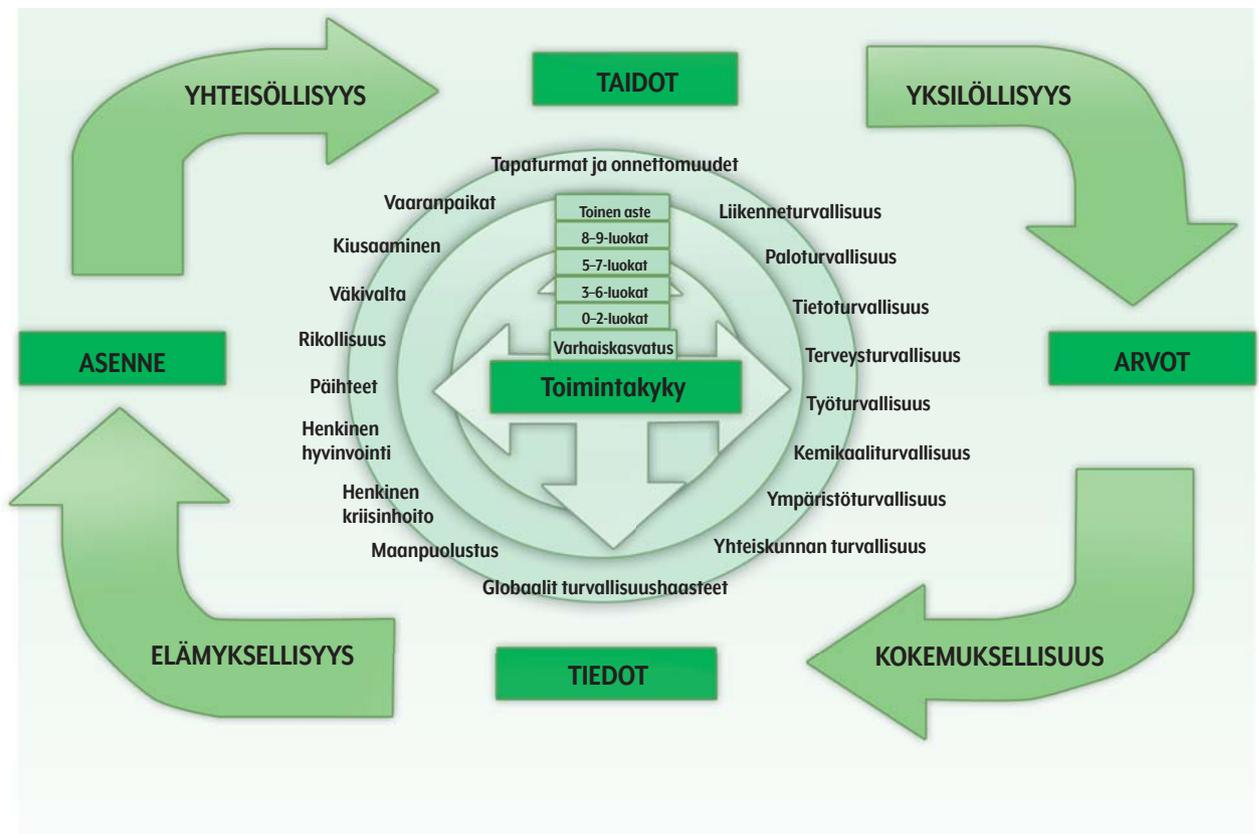 YHTEISÖLLISYYS
TAIDOT
YKSILÖLLISYYS
Tapaturmat ja onnettomuudet
Vaaranpaikat
Kiusaaminen
Väkivalta
Rikollisuus
Päihteet
Henkinen
hyvinvointi
Henkinen
kriisinhoito
Maanpuolustus
Toinen aste
8–9-luokat
5–7-luokat
3–6-luokat
0–2-luokat
Varhaiskasvatus
Toimintakyky
Liikenneturvallisuus
Paloturvallisuus
Tietoturvallisuus
Terveysturvallisuus
Työturvallisuus
Kemikaaliturvallisuus
Ympäristöturvallisuus
Yhteiskunnan turvallisuus
Globaalit turvallisuushaasteet
ASENNE
ARVOT
ELÄMYKSELLISYYS
TIEDOT
KOKEMUKSELLISUUS